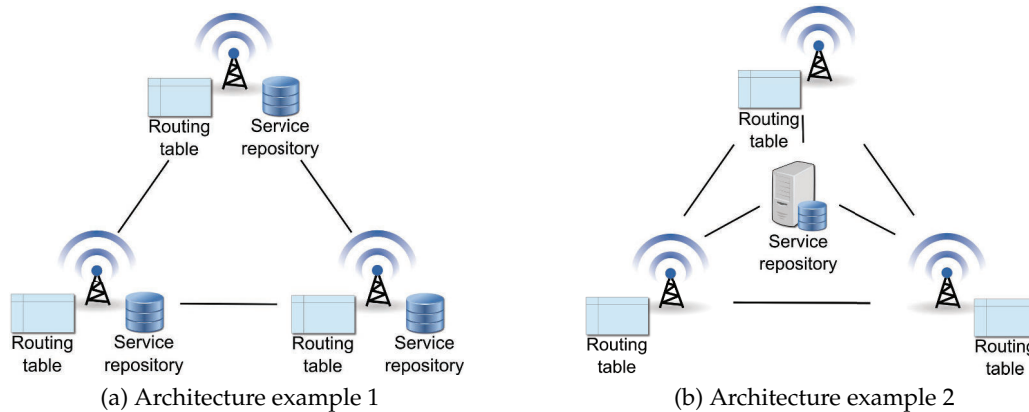 Routing
table
Service
repository
Routing
table
Service
repository
Routing
table
Service
repository
(a) Architecture example 1
Routing
table
Service
repository
Routing
table
Routing
table
(b) Architecture example 2